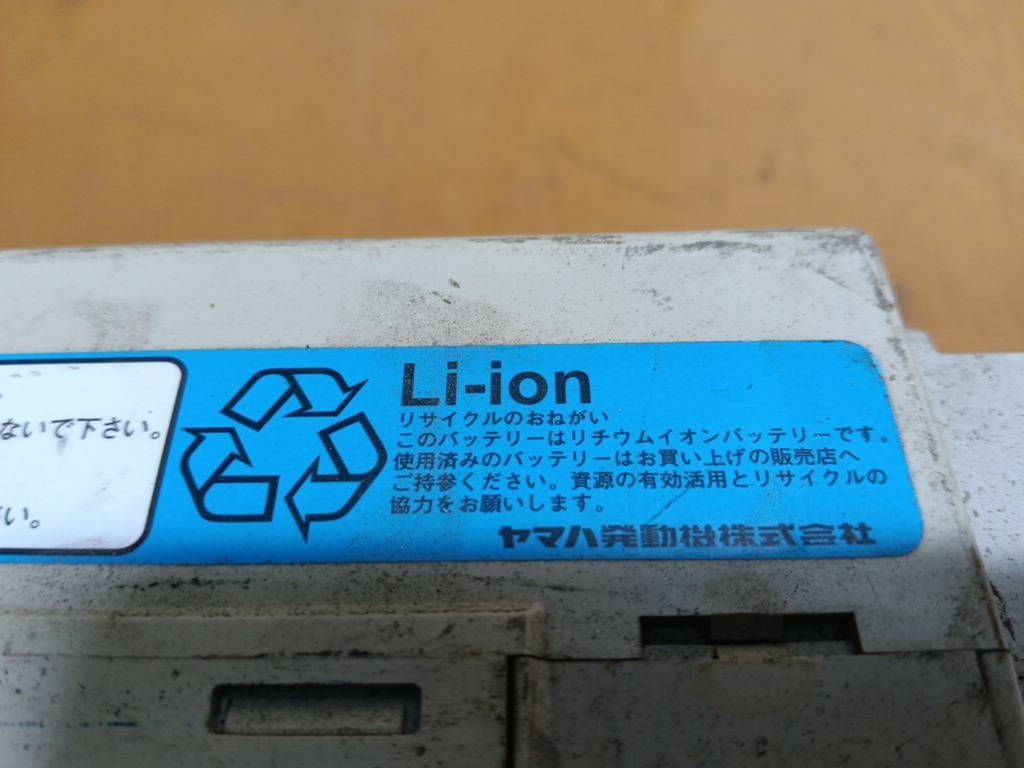 ないで下さい。
い。
Li-ion
リサイクルのおねがい
このバッテリーはリチウムイオンバッテリーです。
使用済みのバッテリーはお買い上げの販売店へ
ご持参ください。資源の有効活用とリサイクルの
協力をお願いします。
ヤマハ発動機株式会社